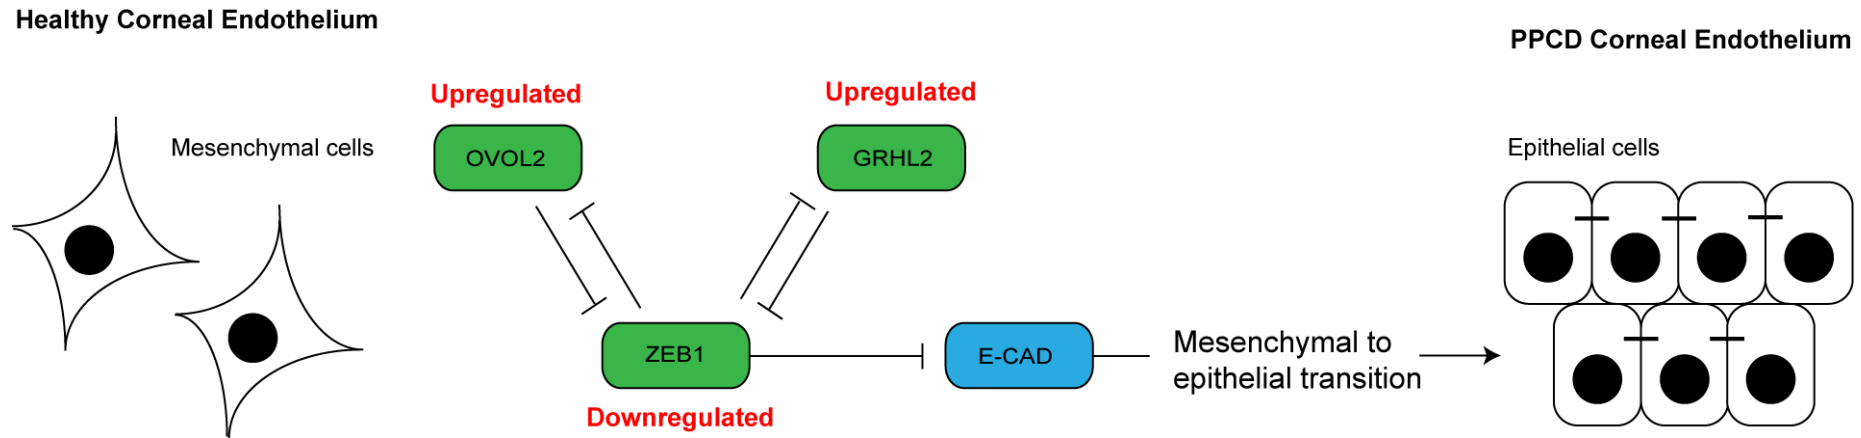 Healthy Corneal Endothelium
PPCD Corneal Endothelium
Upregulated
Upregulated
Mesenchymal cells
OVOL2
GRHL2
Epithelial cells
ZEB1
E-CAD
Mesenchymal to
epithelial transition
Downregulated